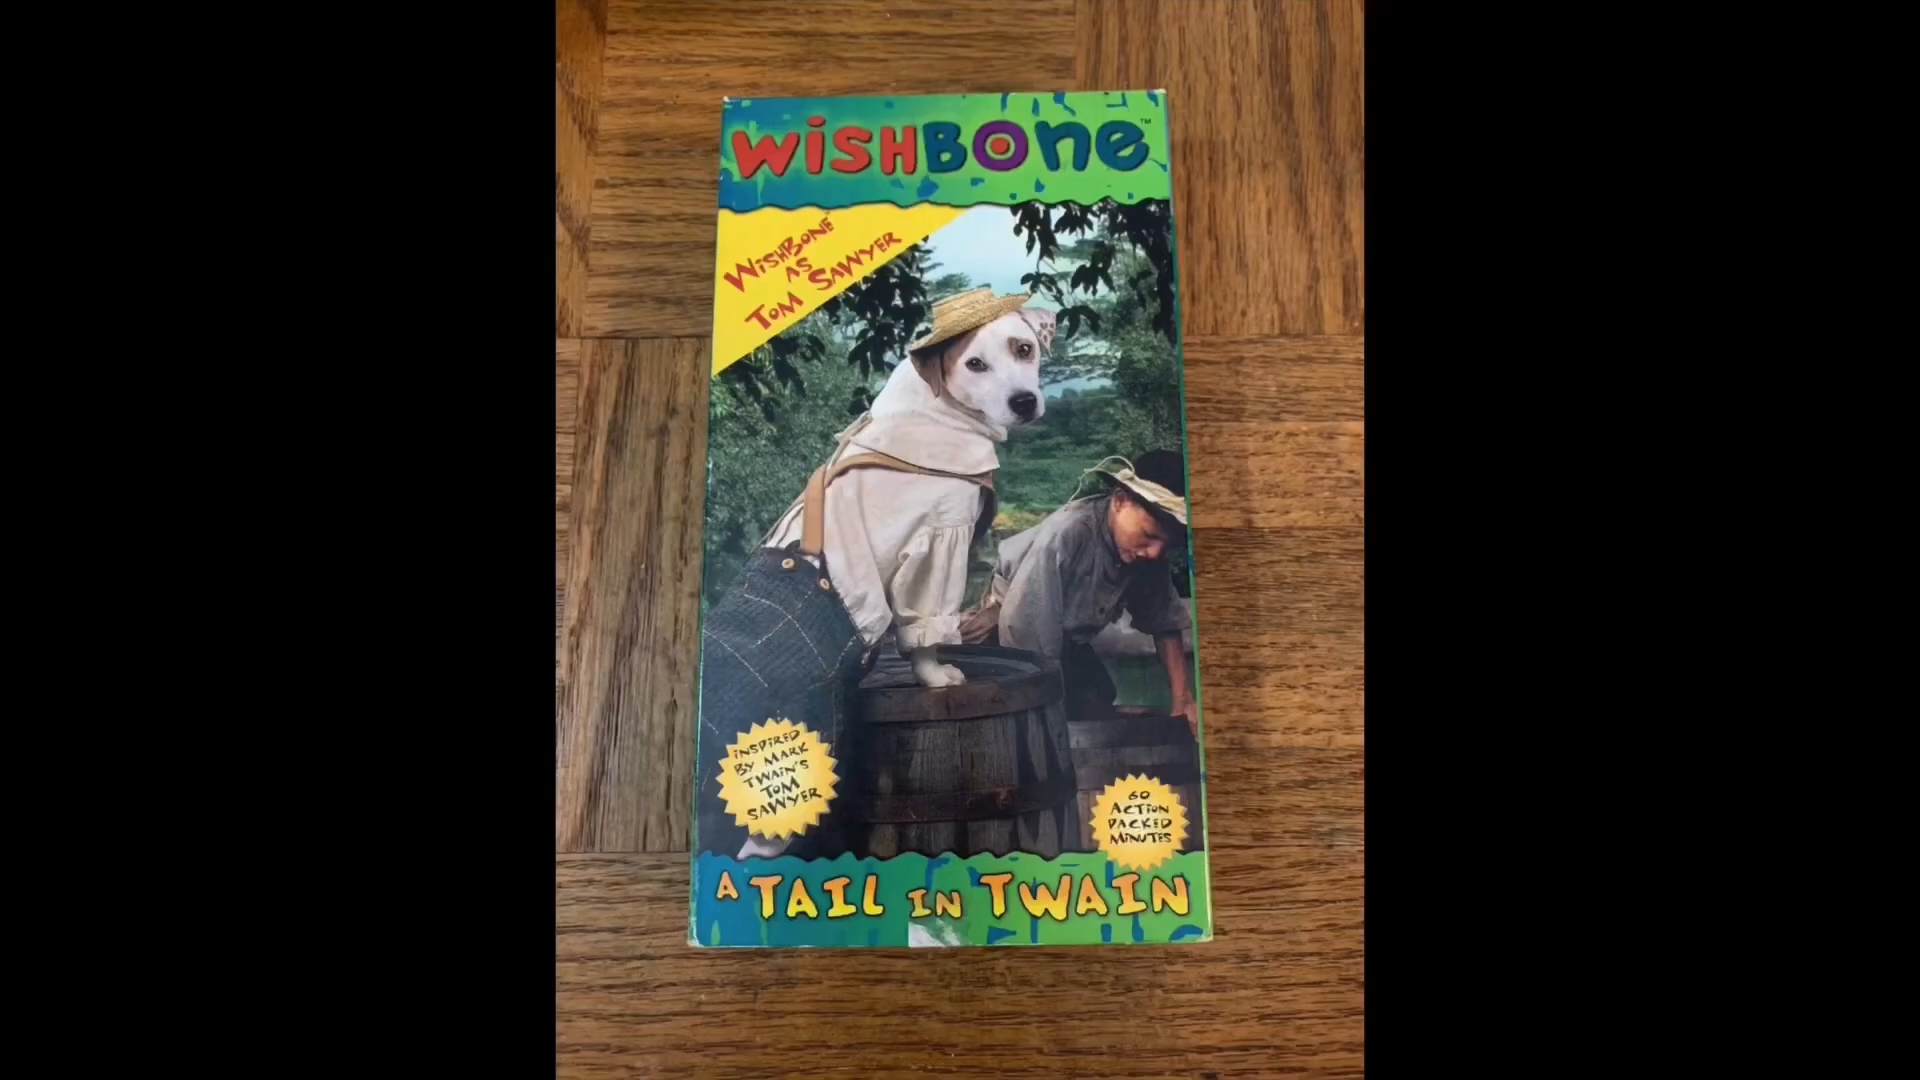 WiSHBOne™
WiSHBONE
AS
TOM SAWYER
iNSPiRED
BY MARK
TWAiN'S
TOM
SAWYER
60
ACTiON
PACKED
MiNUTES
A TAIL IN TWAIN